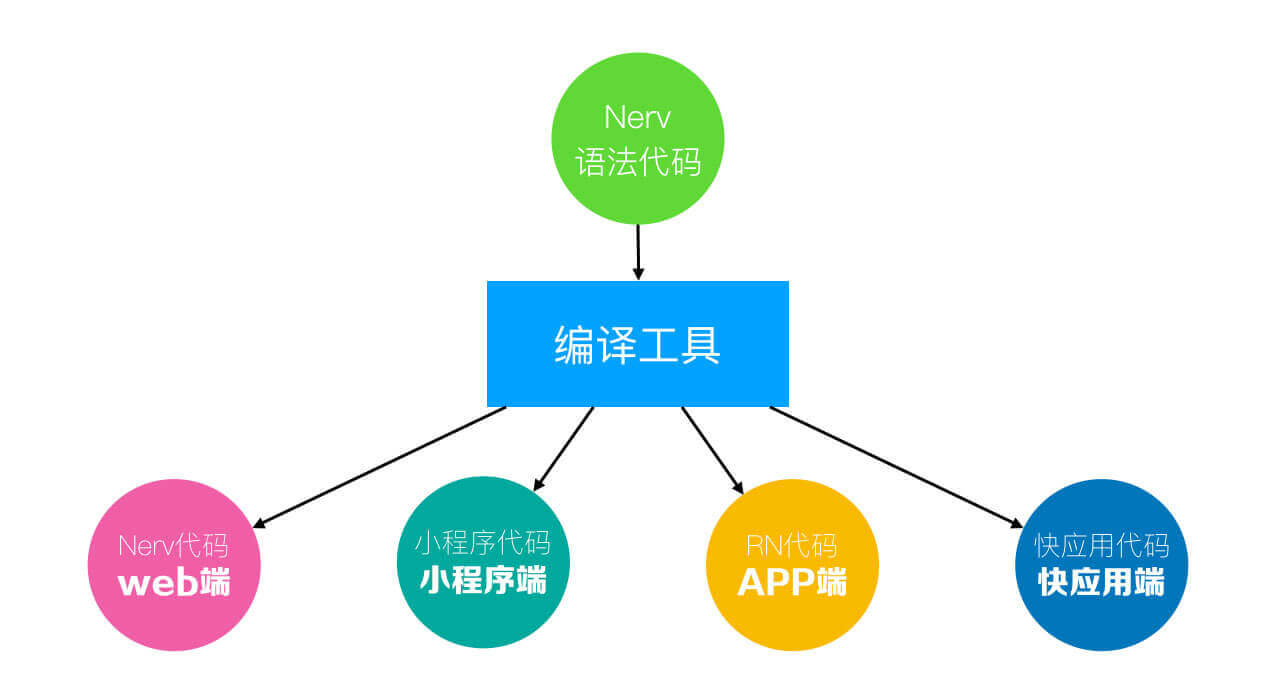 Nerv
语法代码
编译工具
Nerv代码
web端
小程序代码
小程序端
RN代码
APP端
快应用代码
快应用端